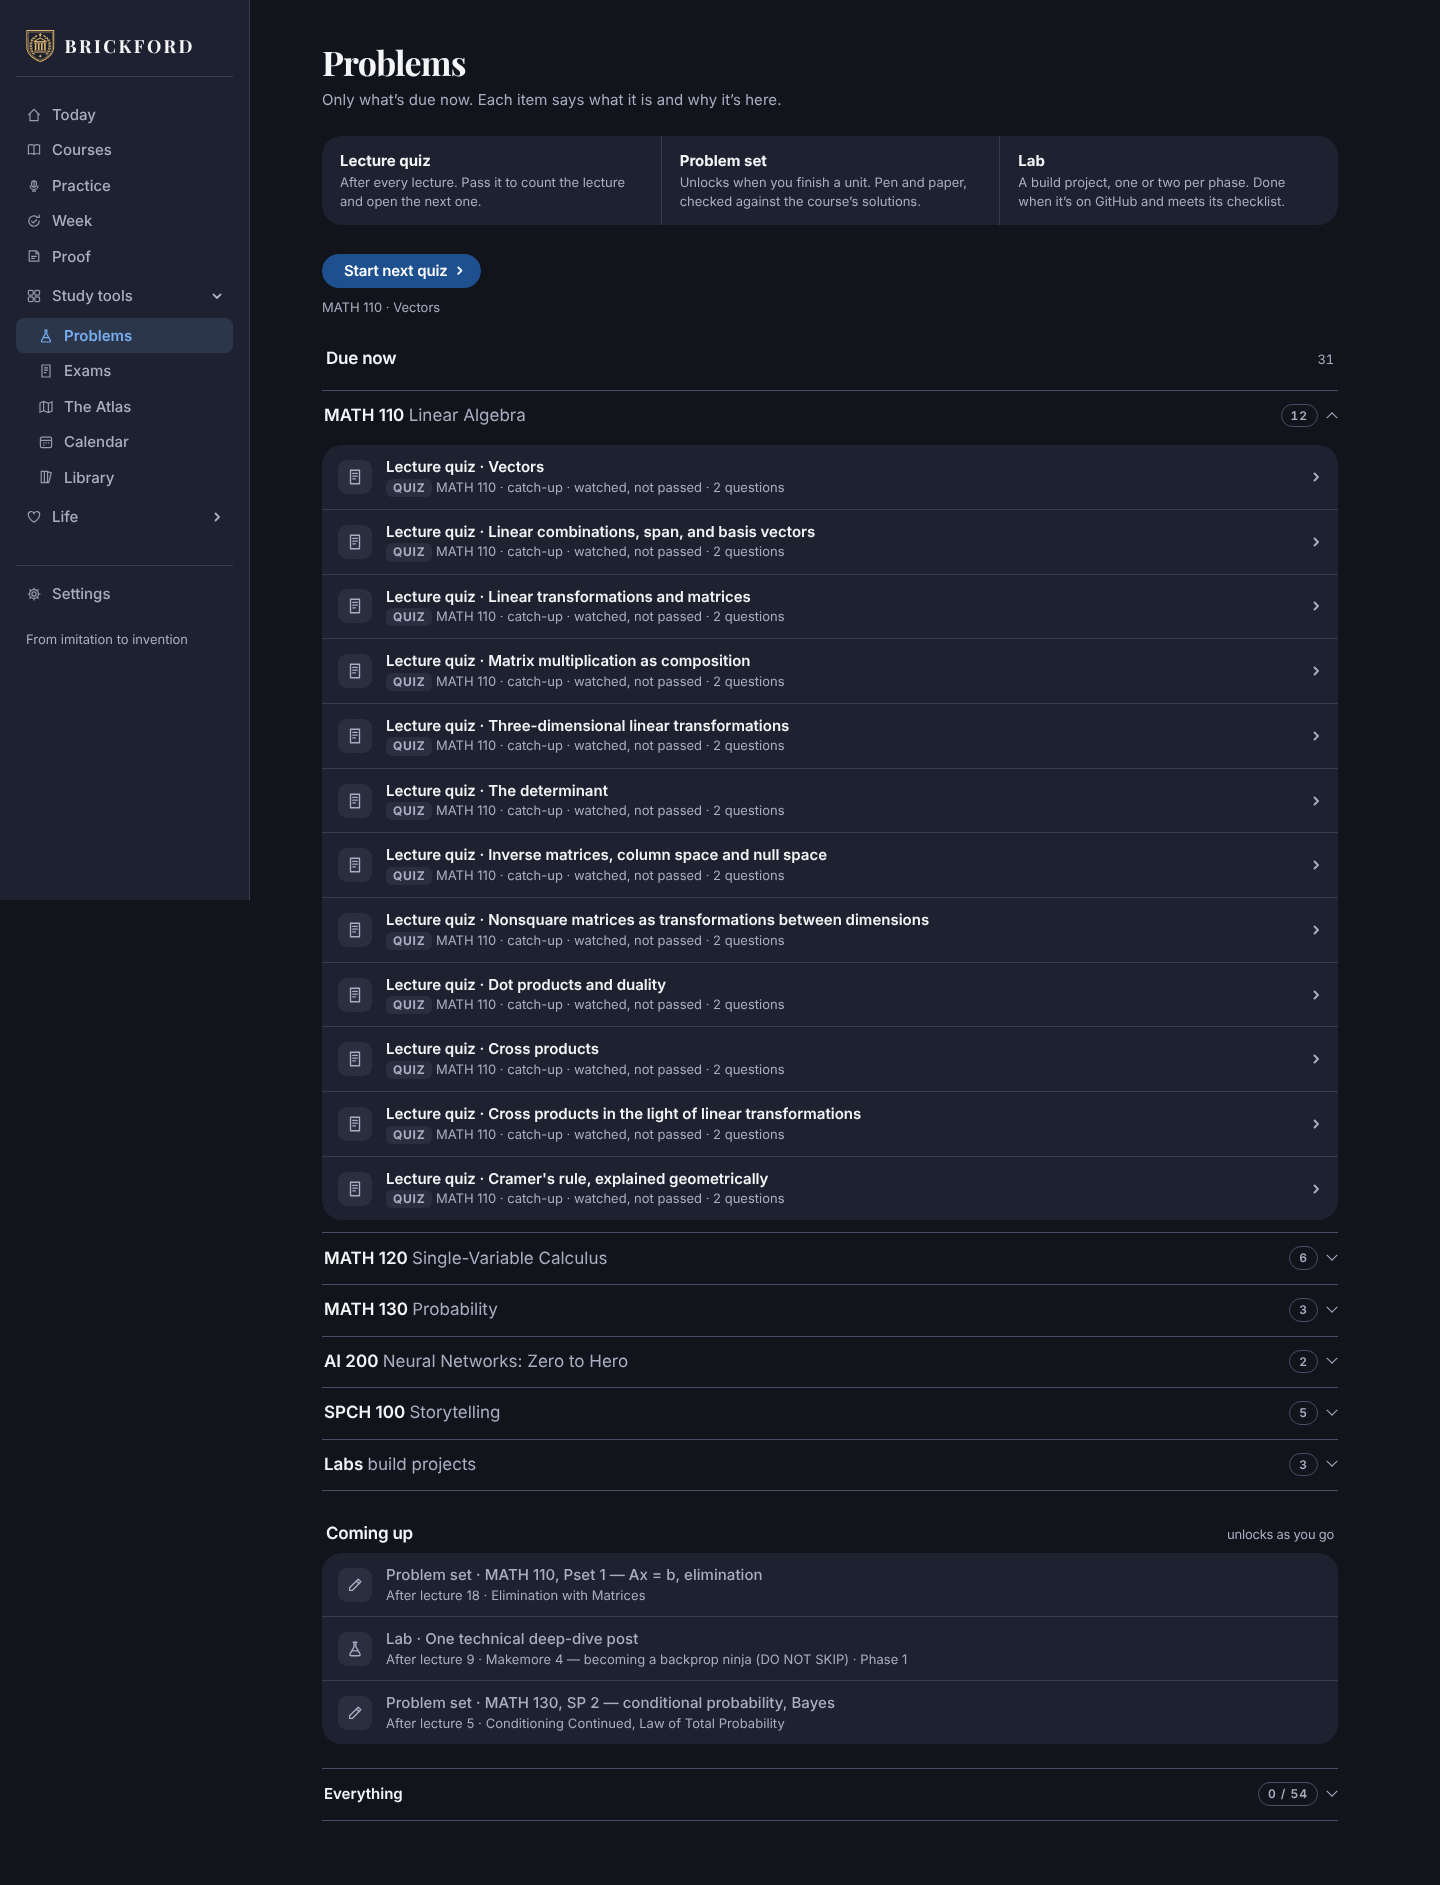 BRICKFORD
Today
Courses
Practice
Week
Proof
Study tools
Problems
Exams
The Atlas
Calendar
Library
Life
Settings
From imitation to invention
Problems
Only what’s due now. Each item says what it is and why it’s here.
Lecture quiz
After every lecture. Pass it to count the lecture
and open the next one.
Problem set
Unlocks when you finish a unit. Pen and paper,
checked against the course’s solutions.
Lab
A build project, one or two per phase. Done
when it’s on GitHub and meets its checklist.
Start next quiz
MATH 110 · Vectors
Due now 31
MATH 110 Linear Algebra 12
Lecture quiz · Vectors
QUIZ MATH 110 · catch-up · watched, not passed · 2 questions
Lecture quiz · Linear combinations, span, and basis vectors
QUIZ MATH 110 · catch-up · watched, not passed · 2 questions
Lecture quiz · Linear transformations and matrices
QUIZ MATH 110 · catch-up · watched, not passed · 2 questions
Lecture quiz · Matrix multiplication as composition
QUIZ MATH 110 · catch-up · watched, not passed · 2 questions
Lecture quiz · Three-dimensional linear transformations
QUIZ MATH 110 · catch-up · watched, not passed · 2 questions
Lecture quiz · The determinant
QUIZ MATH 110 · catch-up · watched, not passed · 2 questions
Lecture quiz · Inverse matrices, column space and null space
QUIZ MATH 110 · catch-up · watched, not passed · 2 questions
Lecture quiz · Nonsquare matrices as transformations between dimensions
QUIZ MATH 110 · catch-up · watched, not passed · 2 questions
Lecture quiz · Dot products and duality
QUIZ MATH 110 · catch-up · watched, not passed · 2 questions
Lecture quiz · Cross products
QUIZ MATH 110 · catch-up · watched, not passed · 2 questions
Lecture quiz · Cross products in the light of linear transformations
QUIZ MATH 110 · catch-up · watched, not passed · 2 questions
Lecture quiz · Cramer's rule, explained geometrically
QUIZ MATH 110 · catch-up · watched, not passed · 2 questions
MATH 120 Single-Variable Calculus 6
MATH 130 Probability 3
AI 200 Neural Networks: Zero to Hero 2
SPCH 100 Storytelling 5
Labs build projects 3
Coming up unlocks as you go
Problem set · MATH 110, Pset 1 — Ax = b, elimination
After lecture 18 · Elimination with Matrices
Lab · One technical deep-dive post
After lecture 9 · Makemore 4 — becoming a backprop ninja (DO NOT SKIP) · Phase 1
Problem set · MATH 130, SP 2 — conditional probability, Bayes
After lecture 5 · Conditioning Continued, Law of Total Probability
Everything 0 / 54